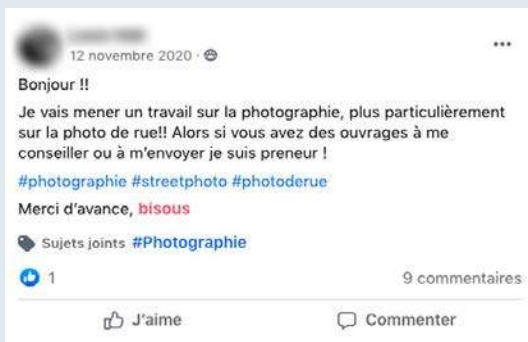 12 novembre 2020 ·
Bonjour !!
Je vais mener un travail sur la photographie, plus particulièrement
sur la photo de rue!! Alors si vous avez des ouvrages à me
conseiller ou à m'envoyer je suis preneur !
#photographie #streetphoto #photoderue
Merci d'avance, bisous
Sujets joints #Photographie
1 9 commentaires
J'aime Commenter